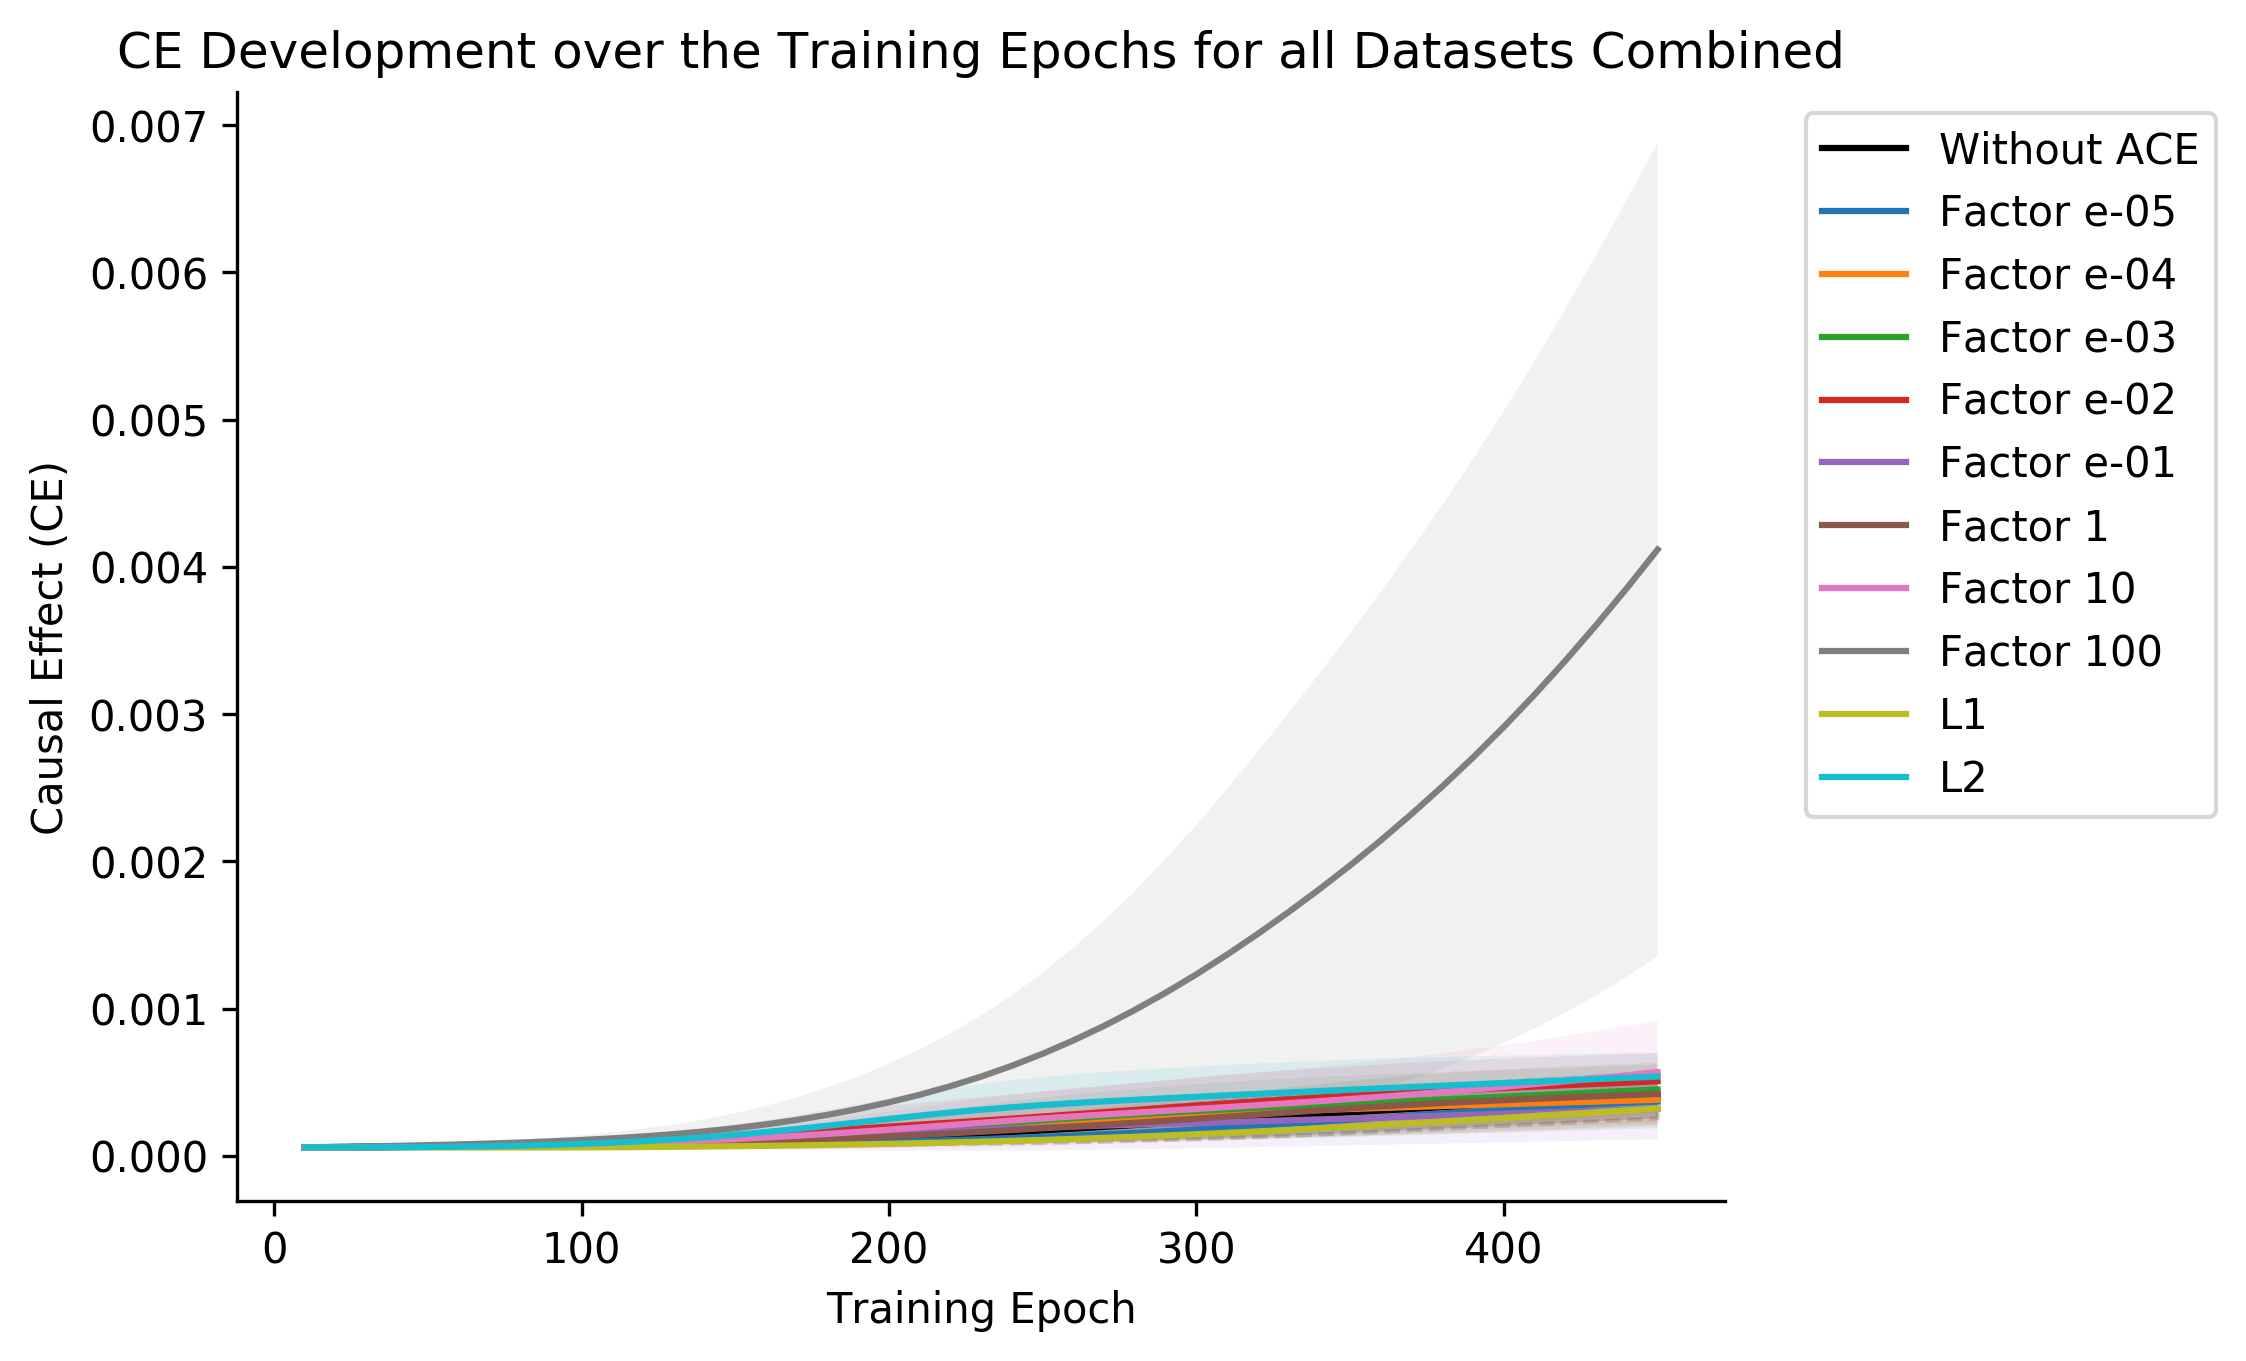 CE Development over the Training Epochs for all Datasets Combined
0.007
0.006
0.005
0.004
0.003
0.002
0.001
0.000
Causal Effect (CE)
0 100 200 300 400
Training Epoch
Without ACE
Factor e-05
Factor e-04
Factor e-03
Factor e-02
Factor e-01
Factor 1
Factor 10
Factor 100
L1
L2